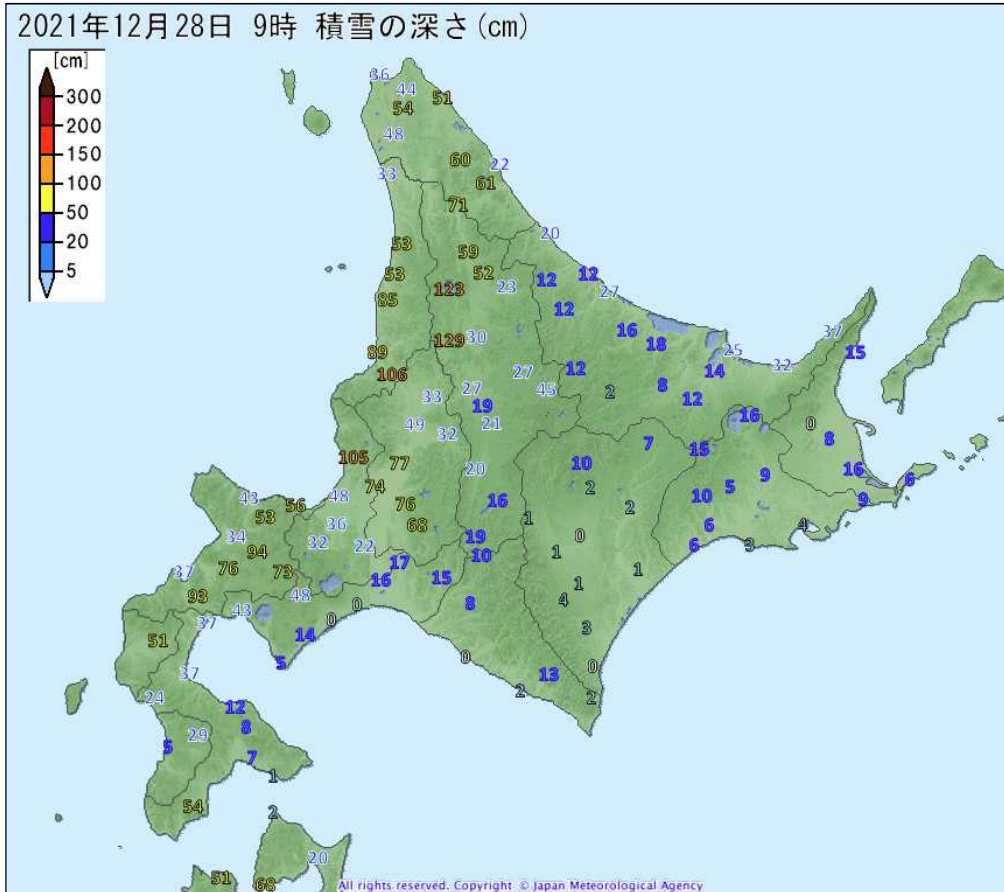 2021年12月28日 9時 積雪の深さ(cm)
[cm]
300
200
150
100
50
20
5
36
44
54 51
48
33
60 22
61
71
20
53 59
53 52 12 12
123 23 27
85 12
16
129 30 18 37
89 25 15
106 27 12 14 32
33 27 45 2 8 12
19 16
49 32 21 0
7 8
105 77 20 10 15 9 16
74 2 5 6
43 56 48 76 16 10 9
53 36 68 1 2 6 4
34 32 22 19 0 6 3
94 10 1
37 76 73 17 15 1
93 48 16 8 4 1
43 0 0
37 14 3
51 5 0 0
37 13
24 2 2
12
29 8
5 7
1
54 2
20
51 68
All rights reserved. Copyright © Japan Meteorological Agency